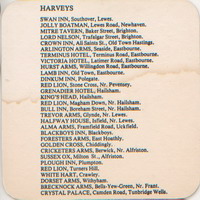 HARVEYS
SWAN INN, Southover, Lewes.
JOLLY BOATMAN, Lewes Road, Newhaven.
MITRE TAVERN, Baker Street, Brighton.
LORD NELSON, Trafalgar Street, Brighton.
CROWN INN, All Saints St., Old Town Hastings.
ARLINGTON ARMS, Seaside, Eastbourne.
TERMINUS HOTEL, Terminus Road, Eastbourne.
VICTORIA HOTEL, Latimer Road, Eastbourne.
HURST ARMS, Willingdon Road, Eastbourne.
LAMB INN, Old Town, Eastbourne.
DINKUM INN, Polegate.
RED LION, Stone Cross, Nr. Pevensey.
GRENADIER HOTEL, Hailsham.
KING'S HEAD, Hailsham.
RED LION, Magham Down, Nr. Hailsham.
BULL INN, Boreham Street, Nr. Hailsham.
TREVOR ARMS, Glynde, Nr. Lewes.
HALFWAY HOUSE, Isfield, Nr. Lewes.
ALMA ARMS, Framfield Road, Uckfield.
BLACKBOYS INN, Blackboys.
FORESTERS ARMS, East Hoathly.
GOLDEN CROSS, Chiddingly.
CRICKETERS ARMS, Berwick, Nr. Alfriston.
SUSSEX OX, Milton St., Alfriston.
PLOUGH INN, Plumpton.
RED LION, Turners Hill.
WHITE HART, Crawley.
DORSET ARMS, Withyham.
BRECKNOCK ARMS, Bells-Yew-Green, Nr. Frant.
CRYSTAL PALACE, Camden Road, Tunbridge Wells.